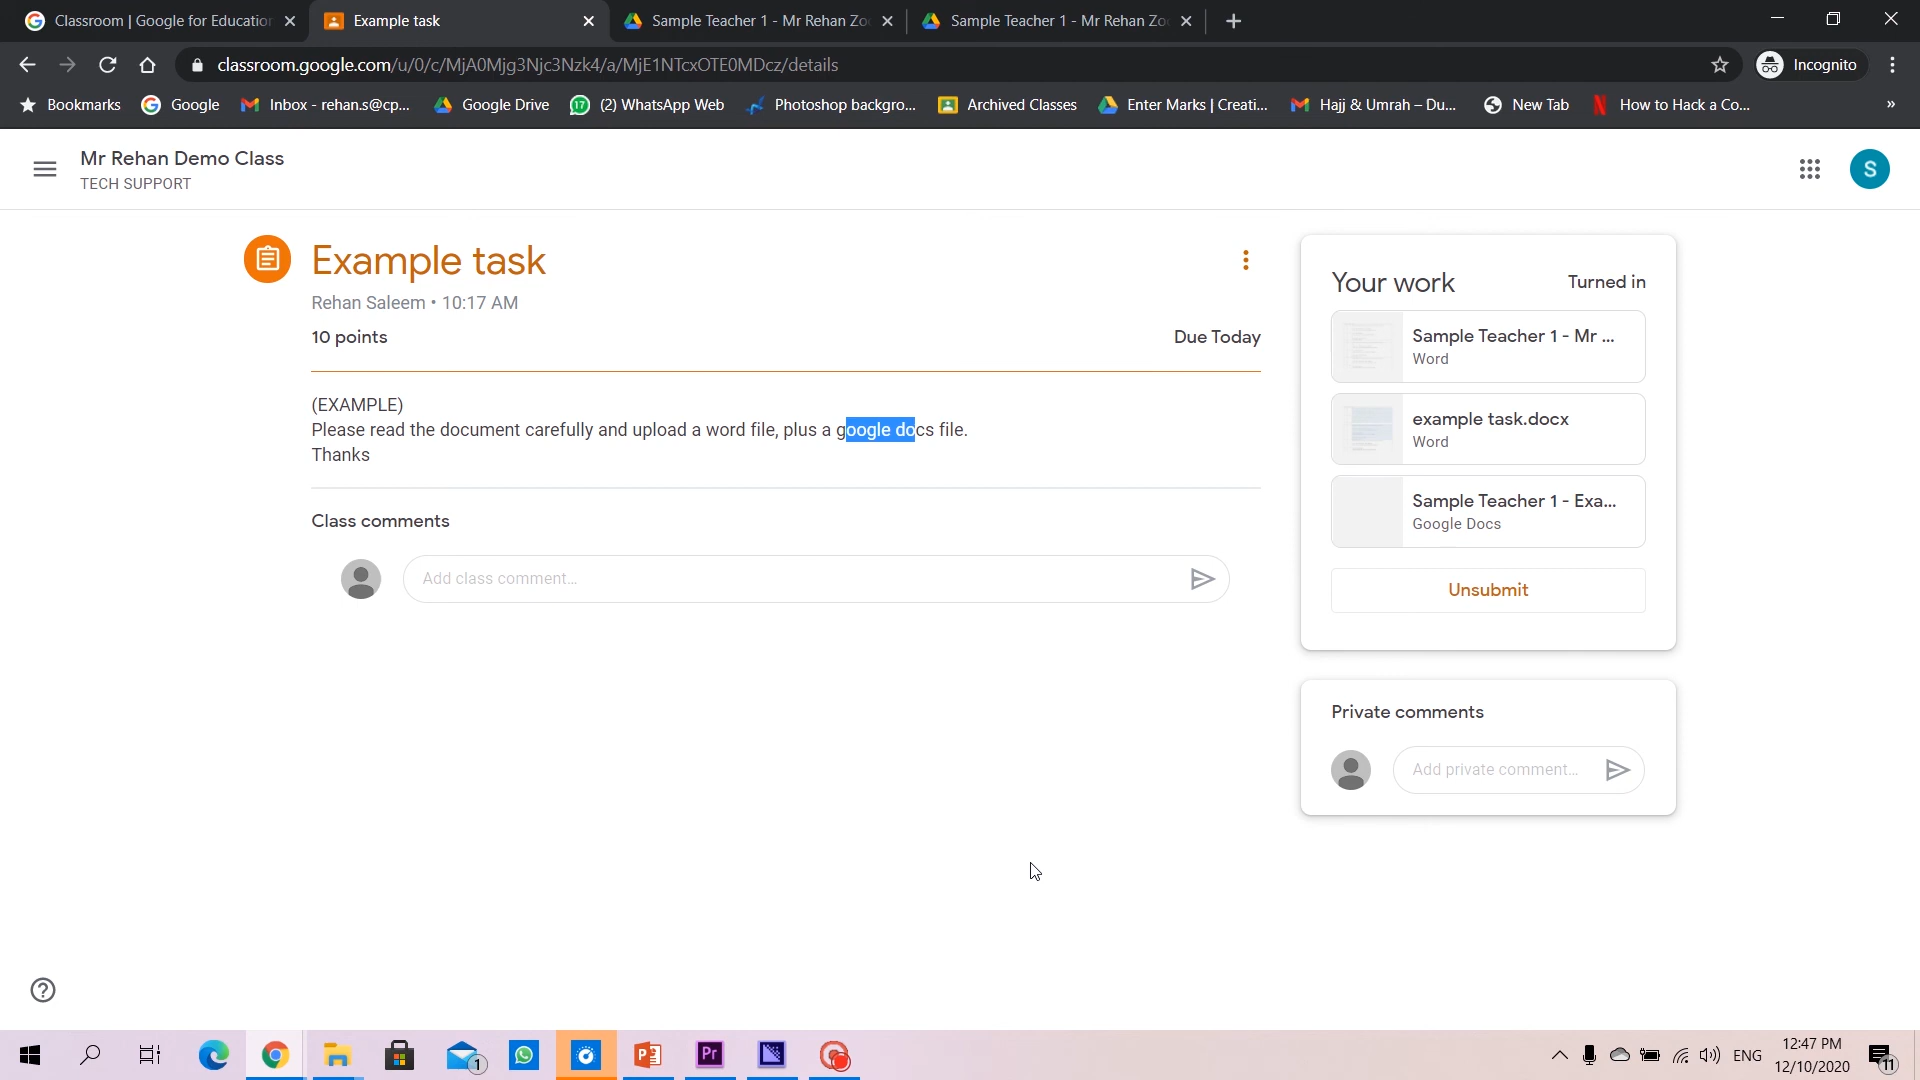 Classroom | Google for Education
Example task
Sample Teacher 1 - Mr Rehan Zo
Sample Teacher 1 - Mr Rehan Zo
classroom.google.com/u/0/c/MjA0Mjg3Njc3Nzk4/a/MjE1NTcxOTE0MDcz/details
Incognito
Bookmarks
Google
Inbox - rehan.s@cp...
Google Drive
17
(2) WhatsApp Web
Photoshop backgro...
Archived Classes
Enter Marks | Creati...
Hajj & Umrah – Du...
New Tab
How to Hack a Co...
»
Mr Rehan Demo Class
TECH SUPPORT
S
Example task
Rehan Saleem • 10:17 AM
10 points
Due Today
(EXAMPLE)
Please read the document carefully and upload a word file, plus a google docs file.
Thanks
Class comments
Add class comment...
Your work
Turned in
Sample Teacher 1 - Mr ...
Word
example task.docx
Word
Sample Teacher 1 - Exa...
Google Docs
Unsubmit
Private comments
Add private comment...
1
Pr
ENG
12:47 PM
12/10/2020
11